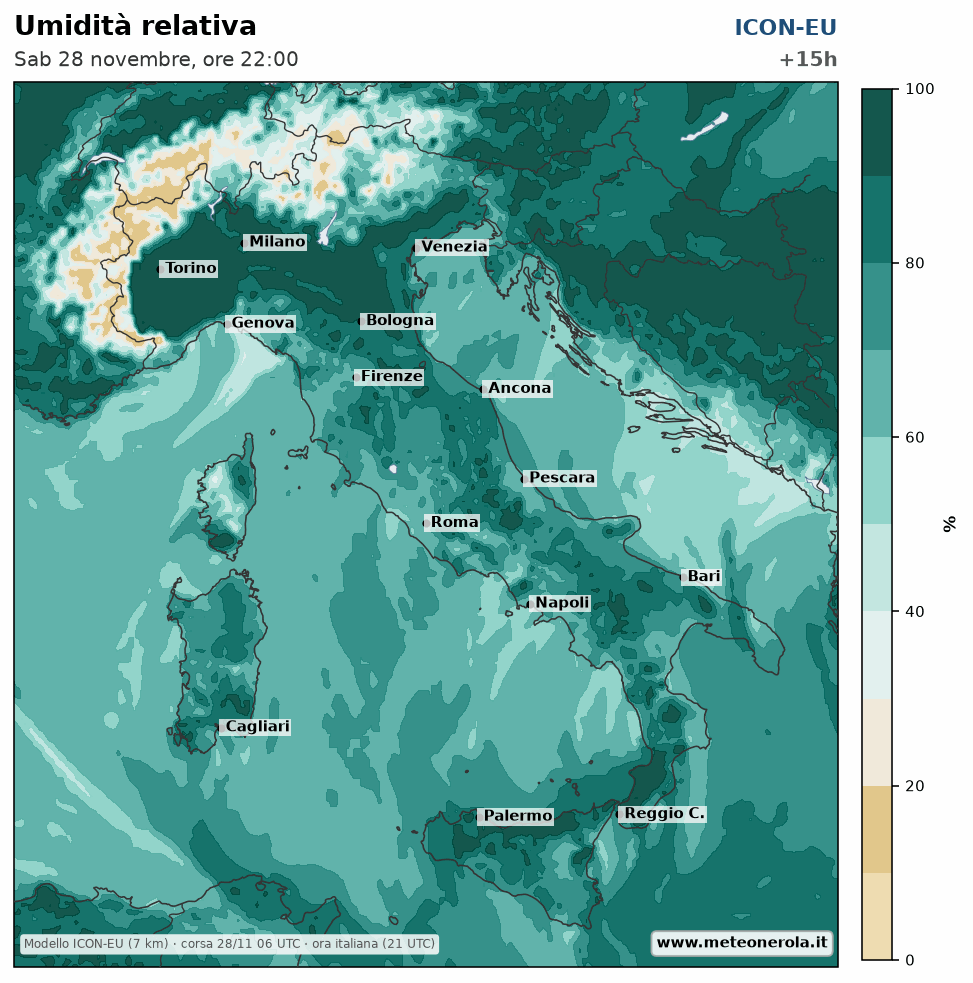 Umidità relativa
ICON-EU
Sab 28 novembre, ore 22:00
+15h
100
80
60
40
20
0
%
Milano
Venezia
Torino
Genova
Bologna
Firenze
Ancona
Pescara
Roma
Bari
Napoli
Cagliari
Palermo
Reggio C.
Modello ICON-EU (7 km) · corsa 28/11 06 UTC · ora italiana (21 UTC)
www.meteonerola.it